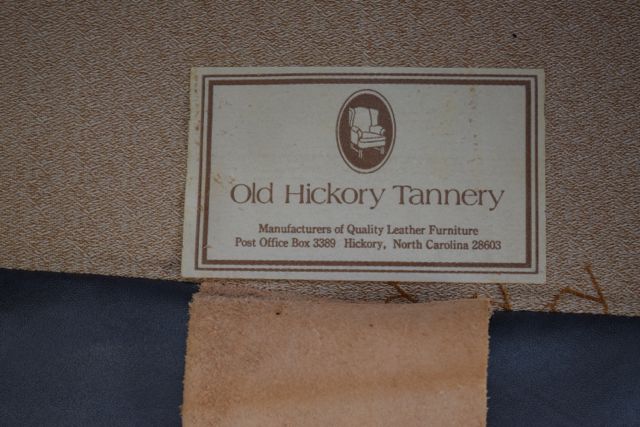 Old Hickory Tannery
Manufacturers of Quality Leather Furniture
Post Office Box 3389 Hickory, North Carolina 28603